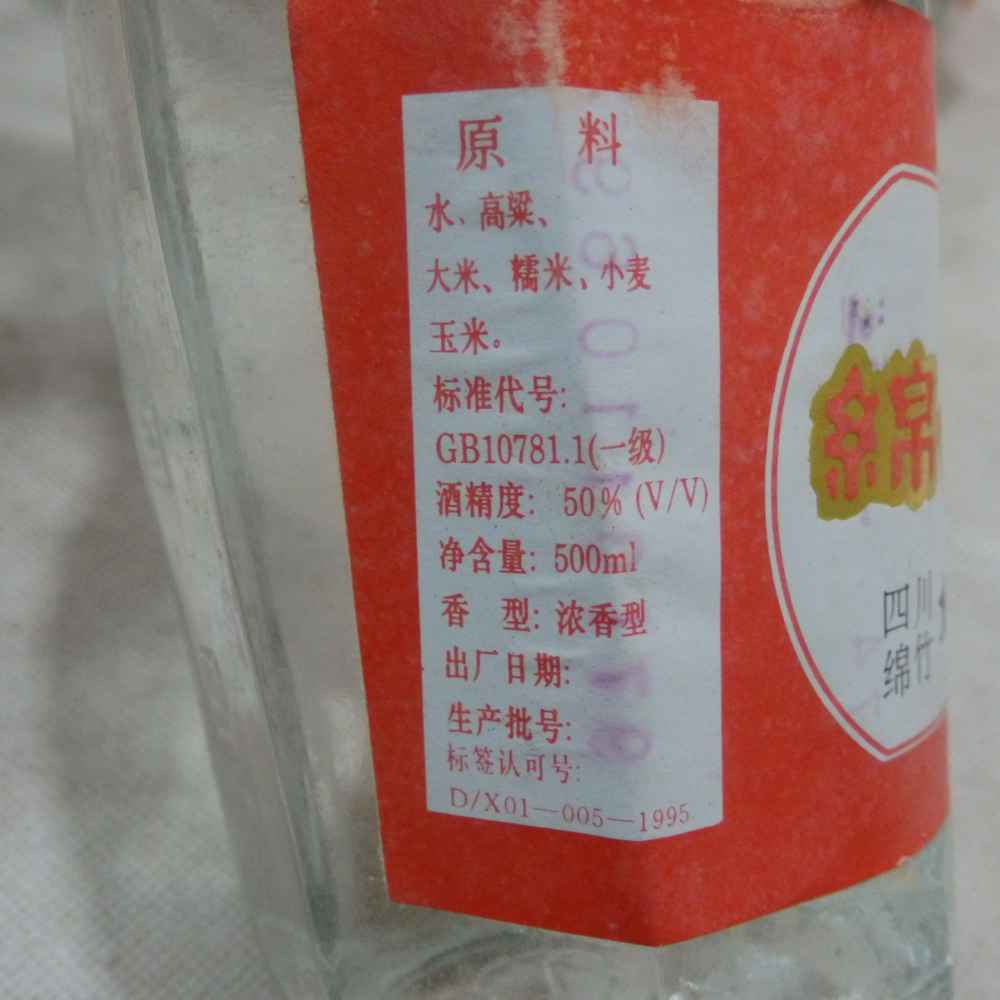 原 料
水、高粱、
大米、糯米、小麦
玉米。
标准代号:
GB10781.1(一级)
酒精度: 50% (V/V)
净含量: 500ml
香 型: 浓香型
出厂日期:
生产批号:
标签认可号:
D/X01—005—1995
綿
四川
绵竹